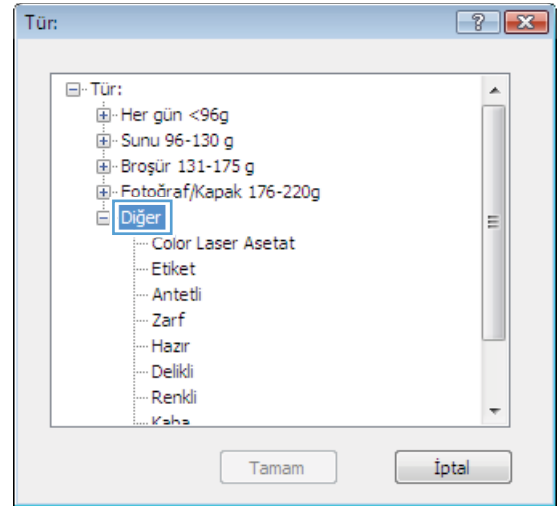 Tür:
Tür:
Her gün <96g
Sunu 96-130 g
Broşür 131-175 g
Fotoğraf/Kapak 176-220g
Diğer
Color Laser Asetat
Etiket
Antetli
Zarf
Hazır
Delikli
Renkli
Kaba
Tamam
İptal